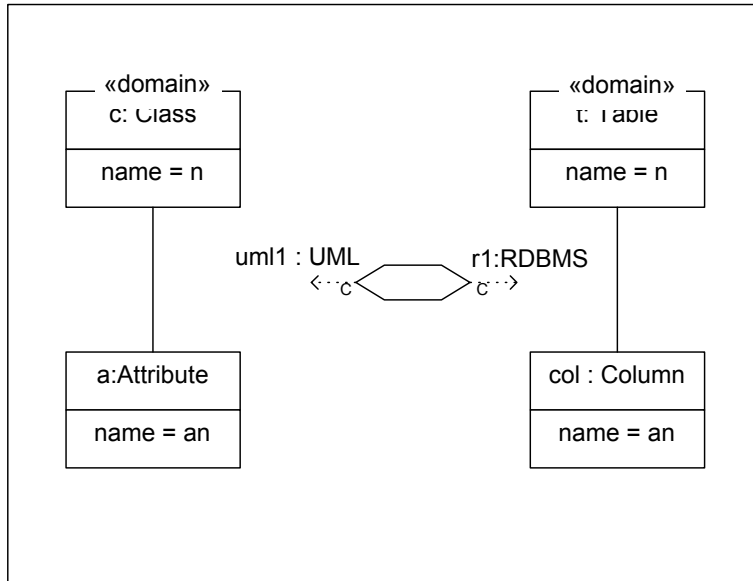 «domain»
c: Class
name = n
«domain»
t: Table
name = n
uml1 : UML
r1:RDBMS
C
C
a:Attribute
name = an
col : Column
name = an